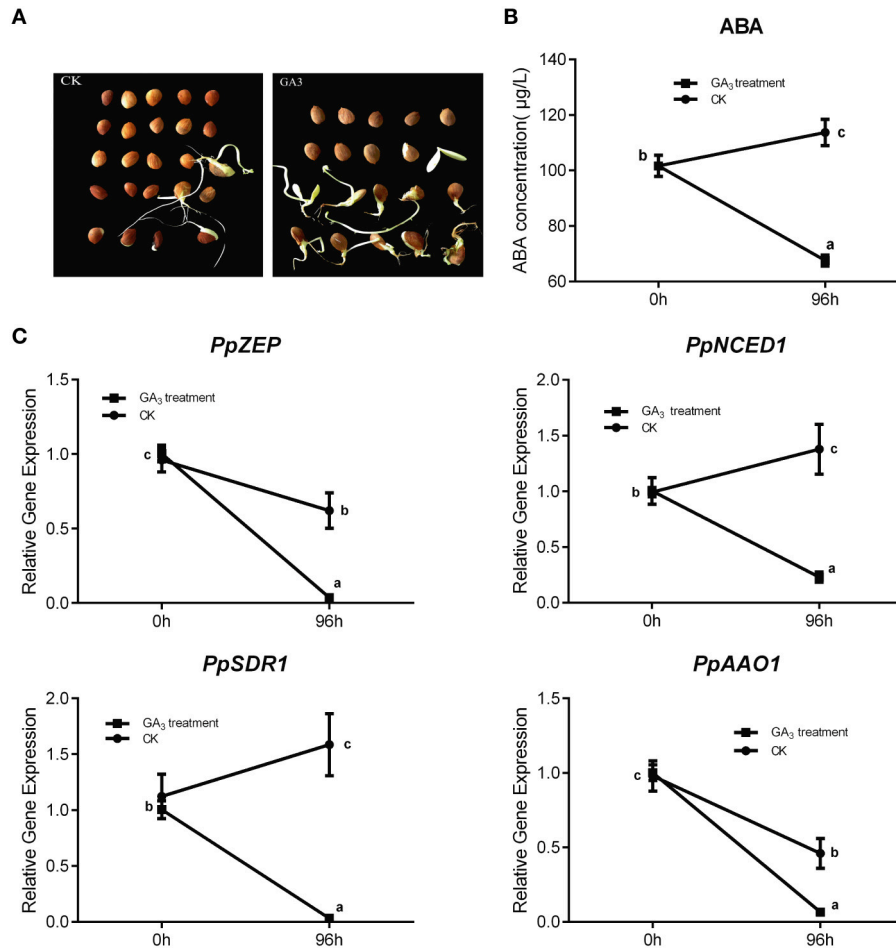 A
CK
GA3
B
ABA
ABA concentration( µg/L)
140
120
100
80
60
GA₃ treatment
CK
b
c
a
0h
96h
C
PpZEP
Relative Gene Expression
1.5
1.0
0.5
0.0
GA₃ treatment
CK
c
b
a
0h
96h
PpNCED1
Relative Gene Expression
2.0
1.5
1.0
0.5
0.0
GA₃ treatment
CK
b
c
a
0h
96h
PpSDR1
Relative Gene Expression
2.0
1.5
1.0
0.5
0.0
GA₃ treatment
CK
b
c
a
0h
96h
PpAAO1
Relative Gene Expression
1.5
1.0
0.5
0.0
GA₃ treatment
CK
c
b
a
0h
96h